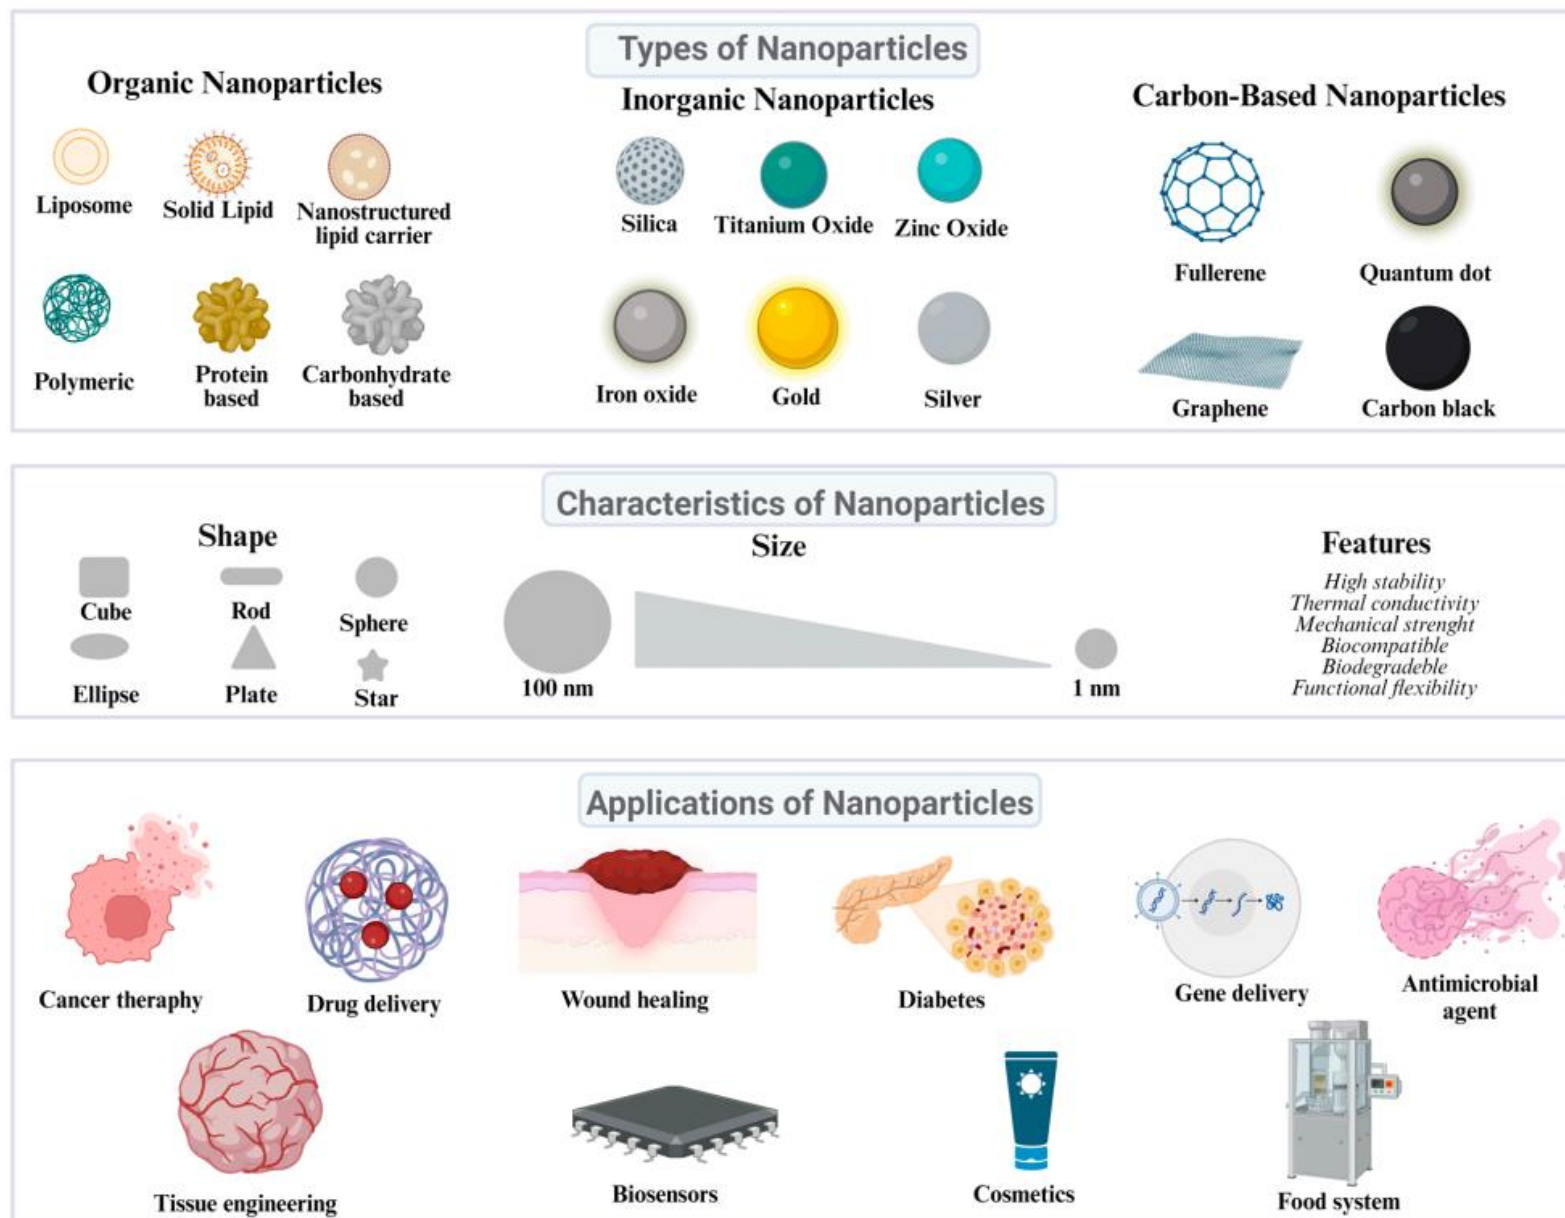 Types of Nanoparticles
Organic Nanoparticles
Liposome
Solid Lipid
Nanostructured
lipid carrier
Polymeric
Protein
based
Carbonhydrate
based
Inorganic Nanoparticles
Silica
Titanium Oxide
Zinc Oxide
Iron oxide
Gold
Silver
Carbon-Based Nanoparticles
Fullerene
Quantum dot
Graphene
Carbon black
Characteristics of Nanoparticles
Shape
Cube
Rod
Sphere
Ellipse
Plate
Star
Size
100 nm
1 nm
Features
High stability
Thermal conductivity
Mechanical strenght
Biocompatible
Biodegradeble
Functional flexibility
Applications of Nanoparticles
Cancer theraphy
Drug delivery
Wound healing
Diabetes
Gene delivery
Antimicrobial
agent
Tissue engineering
Biosensors
Cosmetics
Food system